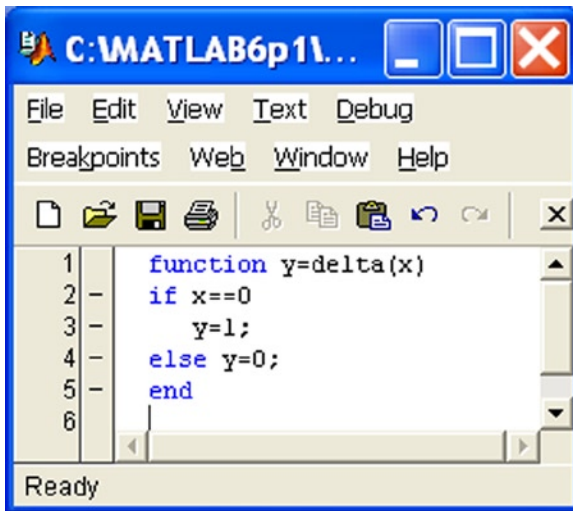 C:\MATLAB6p1\...
File Edit View Text Debug
Breakpoints Web Window Help
1 function y=delta(x)
2 – if x==0
3 – y=1;
4 – else y=0;
5 – end
6
Ready